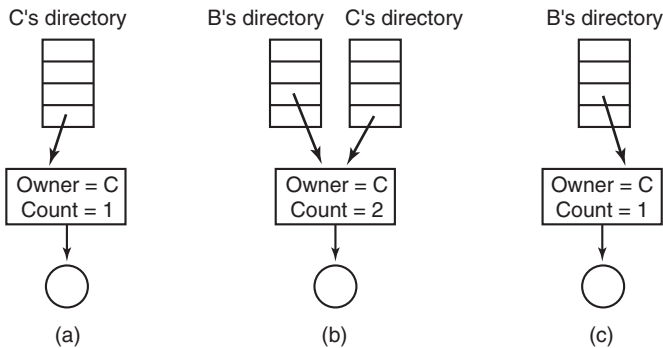 C's directory
B's directory C's directory
B's directory
Owner = C
Count = 1
Owner = C
Count = 2
Owner = C
Count = 1
(a)
(b)
(c)